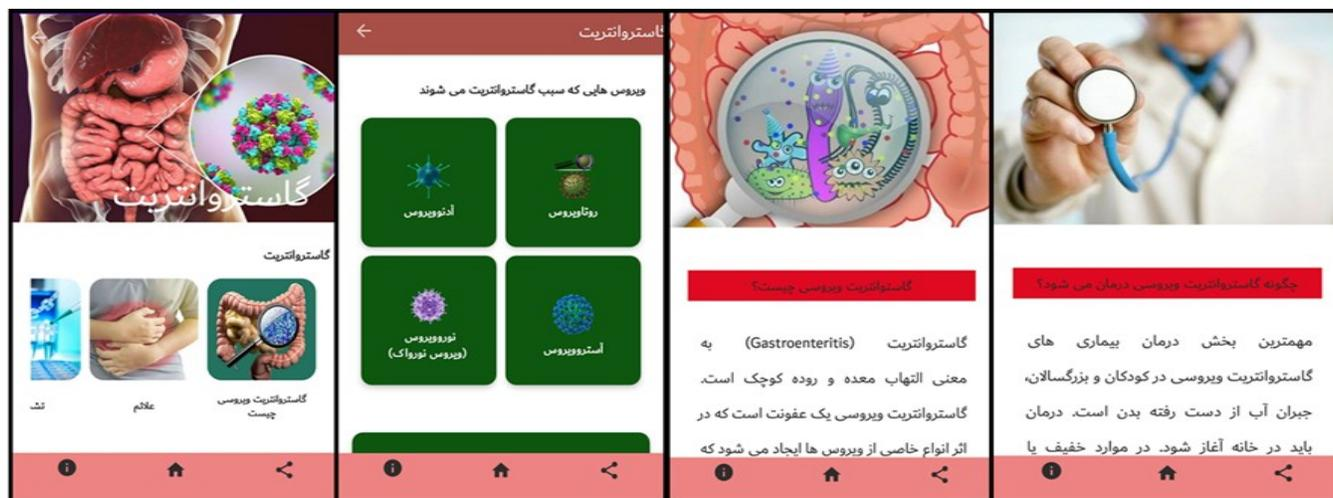 گاستروانتریت
گاستروانتریت
گاستروانتریت ویروسی
چیست
علائم
تشـ
گاستروانتریت
ویروس هایی که سبب گاستروانتریت می شوند
آدنوویروس
روتاویروس
نوروویروس
(ویروس نورواک)
آستروویروس
گاستوانتریت ویروسی چیست؟
گاستروانتریت (Gastroenteritis) به
معنی التهاب معده و روده کوچک است.
گاستروانتریت ویروسی یک عفونت است که در
اثر انواع خاصی از ویروس ها ایجاد می شود که
چگونه گاستروانتریت ویروسی درمان می شود؟
مهمترین بخش درمان بیماری های
گاستروانتریت ویروسی در کودکان و بزرگسالان،
جبران آب از دست رفته بدن است. درمان
باید در خانه آغاز شود. در موارد خفیف یا